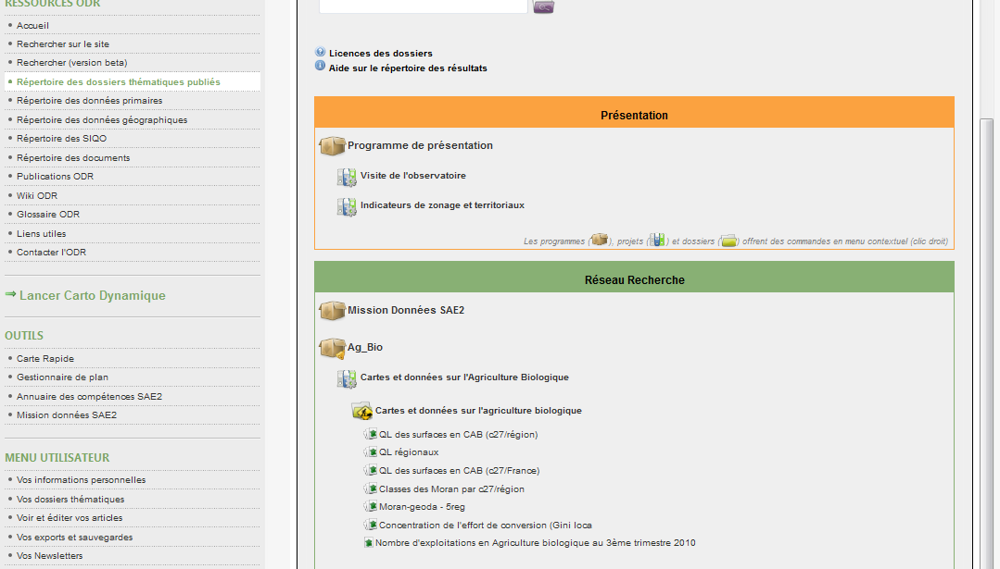 RESSOURCES ODR
Accueil
Rechercher sur le site
Rechercher (version beta)
Répertoire des dossiers thématiques publiés
Répertoire des données primaires
Répertoire des données géographiques
Répertoire des SIQO
Répertoire des documents
Publications ODR
Wiki ODR
Glossaire ODR
Liens utiles
Contacter l'ODR
Lancer Carto Dynamique
OUTILS
Carte Rapide
Gestionnaire de plan
Annuaire des compétences SAE2
Mission données SAE2
MENU UTILISATEUR
Vos informations personnelles
Vos dossiers thématiques
Voir et éditer vos articles
Vos exports et sauvegardes
Vos Newsletters
Licences des dossiers
Aide sur le répertoire des résultats
Présentation
Programme de présentation
Visite de l'observatoire
Indicateurs de zonage et territoriaux
Les programmes (), projets () et dossiers () offrent des commandes en menu contextuel (clic droit)
Réseau Recherche
Mission Données SAE2
Ag_Bio
Cartes et données sur l'Agriculture Biologique
Cartes et données sur l'agriculture biologique
QL des surfaces en CAB (c27/région)
QL régionaux
QL des surfaces en CAB (c27/France)
Classes des Moran par c27/région
Moran-geoda - 5reg
Concentration de l'effort de conversion (Gini loca
Nombre d'exploitations en Agriculture biologique au 3ème trimestre 2010